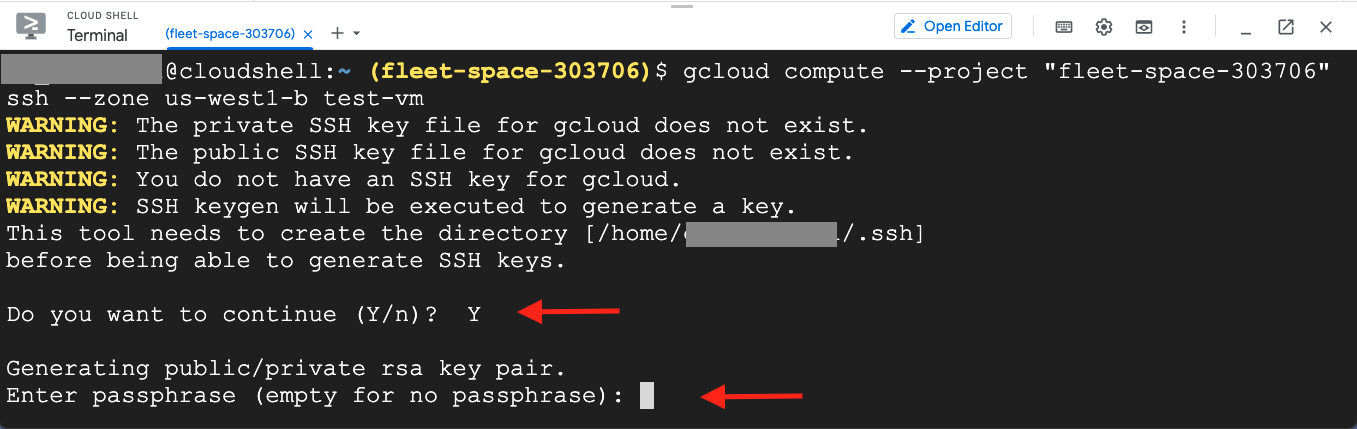 CLOUD SHELL
Terminal
(fleet-space-303706)
Open Editor
@cloudshell:~ (fleet-space-303706)$ gcloud compute --project "fleet-space-303706"
ssh --zone us-west1-b test-vm
WARNING: The private SSH key file for gcloud does not exist.
WARNING: The public SSH key file for gcloud does not exist.
WARNING: You do not have an SSH key for gcloud.
WARNING: SSH keygen will be executed to generate a key.
This tool needs to create the directory [/home/ /.ssh]
before being able to generate SSH keys.
Do you want to continue (Y/n)?  Y
Generating public/private rsa key pair.
Enter passphrase (empty for no passphrase):